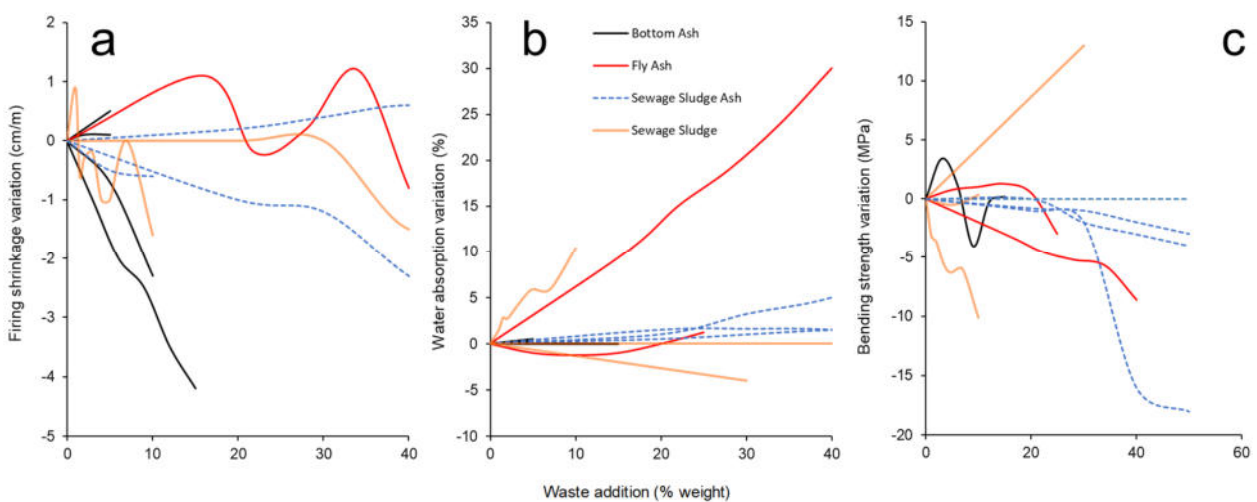 a
Firing shrinkage variation (cm/m)
2
1
0
-1
-2
-3
-4
-5
0 10 20 30 40
b
Water absorption variation (%)
35
30
25
20
15
10
5
0
-5
-10
0 10 20 30 40
Bottom Ash
Fly Ash
Sewage Sludge Ash
Sewage Sludge
c
Bending strength variation (MPa)
15
10
5
0
-5
-10
-15
-20
0 20 40 60
Waste addition (% weight)